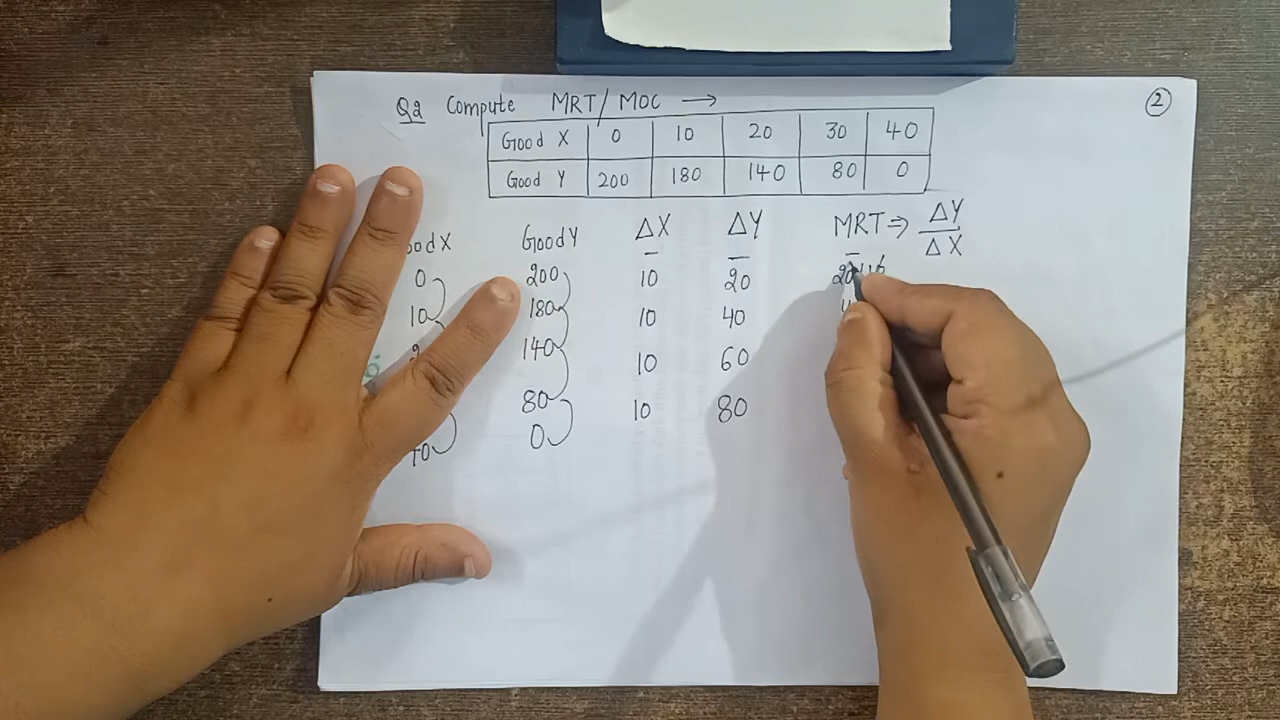 2
Q2 Compute MRT/ MOC →
Good X 0 10 20 30 40
Good Y 200 180 140 80 0
Good Y ΔX ΔY MRT ⇒ ΔY/ΔX
0 200 10 20
10 180 10 40
140 10 60
80 10 80
0